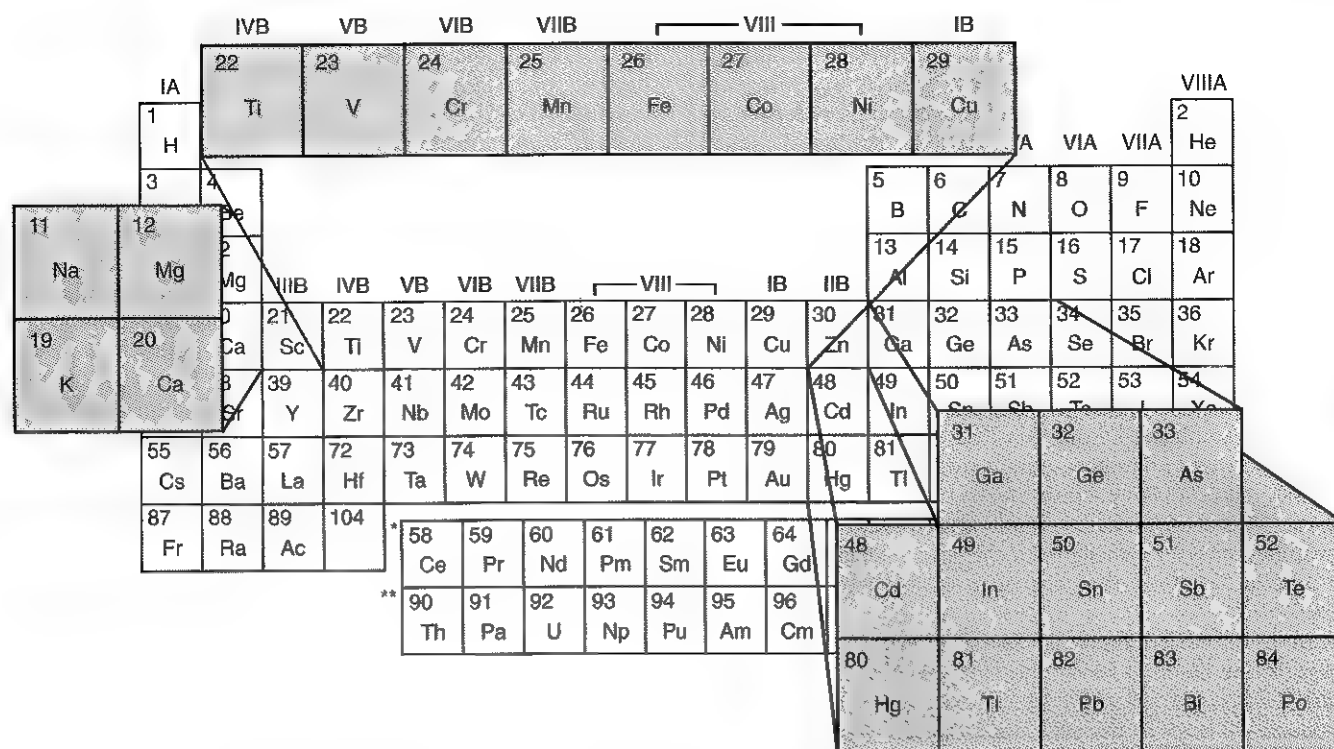 IVB VB VIB VIIB VIII IB
22 23 24 25 26 27 28 29
Ti V Cr Mn Fe Co Ni Cu
IA VIIIA
1 2
H He
VIA VIIA
3 4 5 6 7 8 9 10
Be B C N O F Ne
11 12
Na Mg
13 14 15 16 17 18
Mg Al Si P S Cl Ar
IIIB IVB VB VIB VIIB VIII IB IIB
19 20
K Ca
21 22 23 24 25 26 27 28 29 30 31 32 33 34 35 36
Ca Sc Ti V Cr Mn Fe Co Ni Cu Zn Ga Ge As Se Br Kr
39 40 41 42 43 44 45 46 47 48 49 50 51 52 53 54
Sr Y Zr Nb Mo Tc Ru Rh Pd Ag Cd In Sn Sb Te I Xe
55 56 57 72 73 74 75 76 77 78 79 80 81
Cs Ba La Hf Ta W Re Os Ir Pt Au Hg Tl
87 88 89 104
Fr Ra Ac
* 58 59 60 61 62 63 64
Ce Pr Nd Pm Sm Eu Gd
** 90 91 92 93 94 95 96
Th Pa U Np Pu Am Cm
31 32 33
Ga Ge As
48 49 50 51 52
Cd In Sn Sb Te
80 81 82 83 84
Hg Tl Pb Bi Po